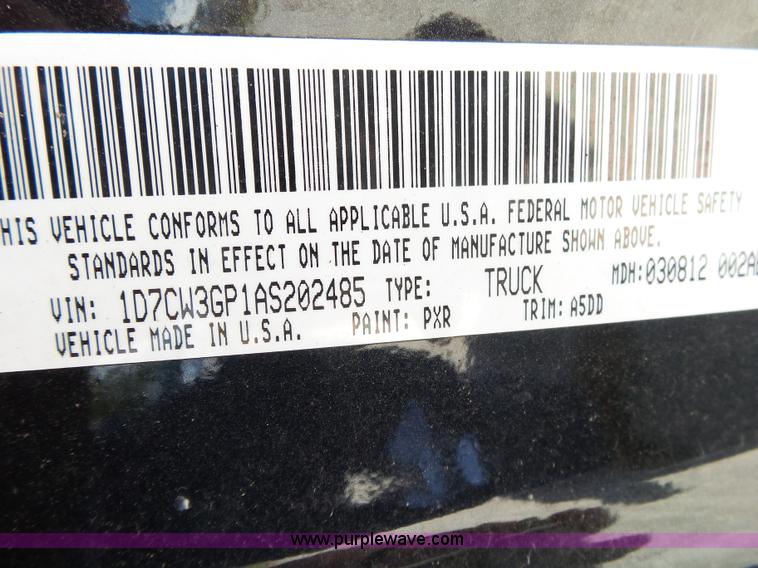 HIS VEHICLE CONFORMS TO ALL APPLICABLE U.S.A. FEDERAL MOTOR VEHICLE SAFETY
STANDARDS IN EFFECT ON THE DATE OF MANUFACTURE SHOWN ABOVE.
VIN: 1D7CW3GP1AS202485 TYPE: TRUCK MDH:030812 002AE
VEHICLE MADE IN U.S.A. PAINT: PXR TRIM: A5DD
www.purplewave.com